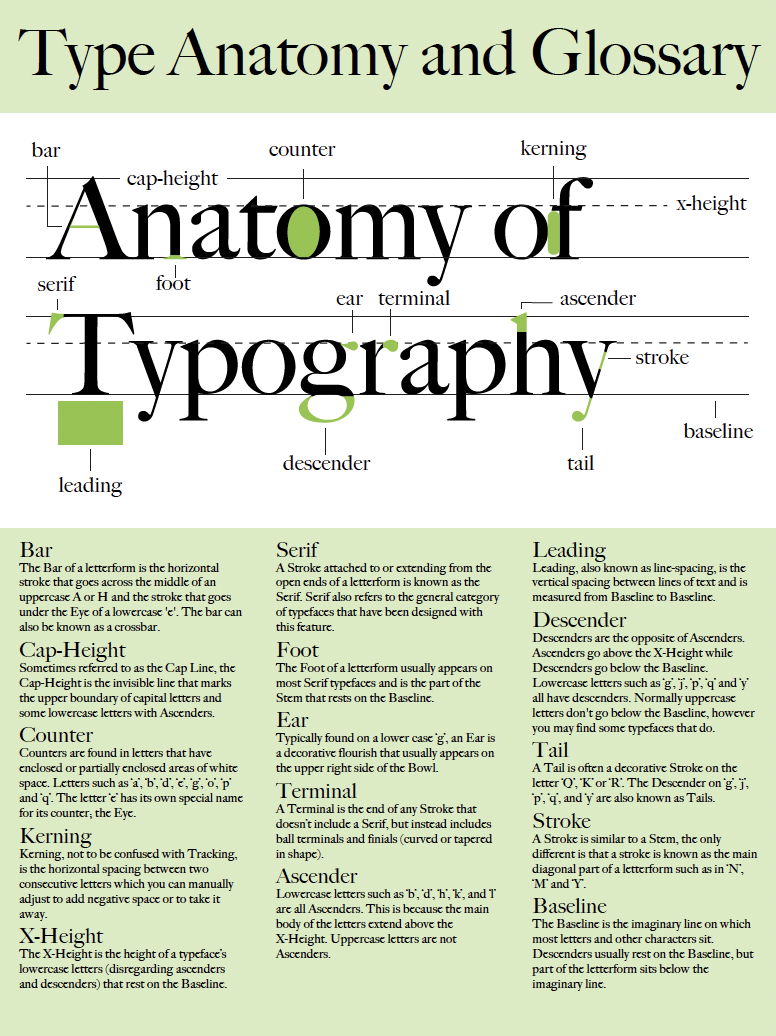 Type Anatomy and Glossary
bar
counter
kerning
cap-height
x-height
Anatomy of
serif
foot
ear
terminal
ascender
Typography
stroke
baseline
descender
tail
leading
Bar
The Bar of a letterform is the horizontal
stroke that goes across the middle of an
uppercase A or H and the stroke that goes
under the Eye of a lowercase 'e'. The bar can
also be known as a crossbar.
Cap-Height
Sometimes referred to as the Cap Line, the
Cap-Height is the invisible line that marks
the upper boundary of capital letters and
some lowercase letters with Ascenders.
Counter
Counters are found in letters that have
enclosed or partially enclosed areas of white
space. Letters such as 'a', 'b', 'd', 'e', 'g', 'o', 'p'
and 'q'. The letter 'e' has its own special name
for its counter; the Eye.
Kerning
Kerning, not to be confused with Tracking,
is the horizontal spacing between two
consecutive letters which you can manually
adjust to add negative space or to take it
away.
X-Height
The X-Height is the height of a typeface's
lowercase letters (disregarding ascenders
and descenders) that rest on the Baseline.
Serif
A Stroke attached to or extending from the
open ends of a letterform is known as the
Serif. Serif also refers to the general category
of typefaces that have been designed with
this feature.
Foot
The Foot of a letterform usually appears on
most Serif typefaces and is the part of the
Stem that rests on the Baseline.
Ear
Typically found on a lower case 'g', an Ear is
a decorative flourish that usually appears on
the upper right side of the Bowl.
Terminal
A Terminal is the end of any Stroke that
doesn't include a Serif, but instead includes
ball terminals and finials (curved or tapered
in shape).
Ascender
Lowercase letters such as 'b', 'd', 'h', 'k', and 'l'
are all Ascenders. This is because the main
body of the letters extend above the
X-Height. Uppercase letters are not
Ascenders.
Leading
Leading, also known as line-spacing, is the
vertical spacing between lines of text and is
measured from Baseline to Baseline.
Descender
Descenders are the opposite of Ascenders.
Ascenders go above the X-Height while
Descenders go below the Baseline.
Lowercase letters such as 'g', 'j', 'p', 'q' and 'y'
all have descenders. Normally uppercase
letters don't go below the Baseline, however
you may find some typefaces that do.
Tail
A Tail is often a decorative Stroke on the
letter 'Q', 'K' or 'R'. The Descender on 'g', 'j',
'p', 'q', and 'y' are also known as Tails.
Stroke
A Stroke is similar to a Stem, the only
different is that a stroke is known as the main
diagonal part of a letterform such as in 'N',
'M' and 'Y'.
Baseline
The Baseline is the imaginary line on which
most letters and other characters sit.
Descenders usually rest on the Baseline, but
part of the letterform sits below the
imaginary line.